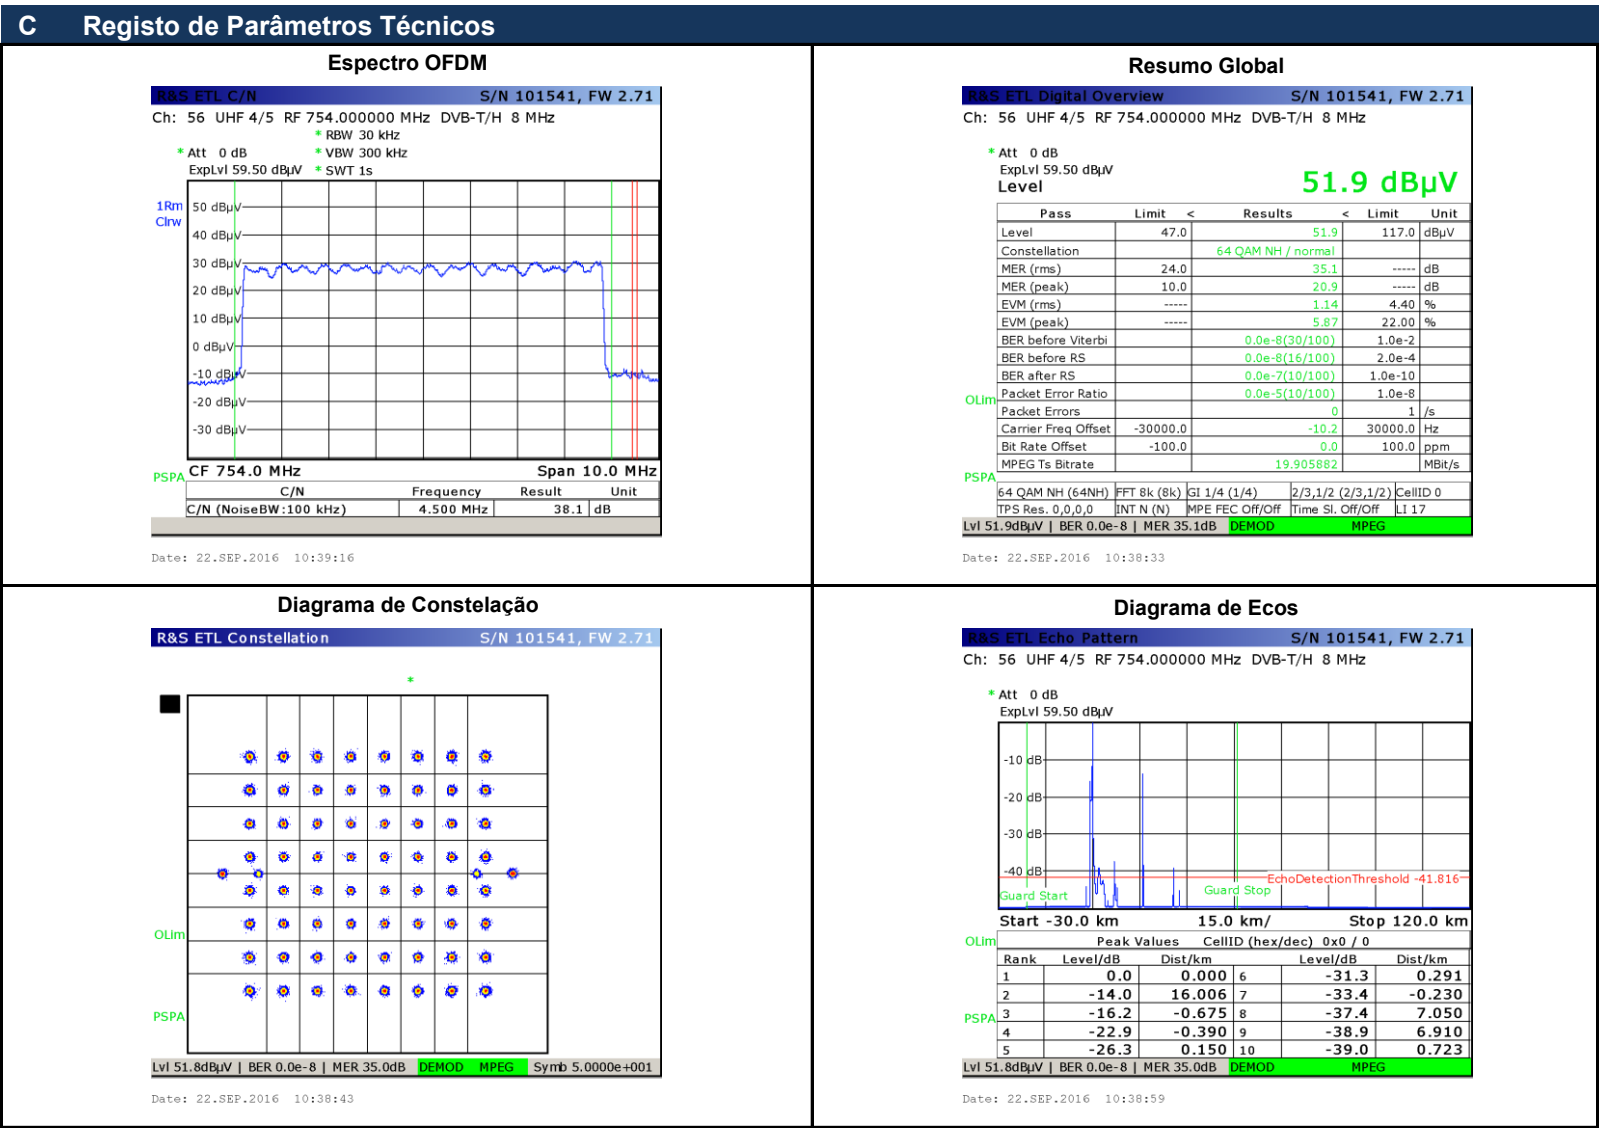 C Registo de Parâmetros Técnicos
Espectro OFDM
R&S ETL C/N S/N 101541, FW 2.71
Ch: 56 UHF 4/5 RF 754.000000 MHz DVB-T/H 8 MHz
* RBW 30 kHz
* Att 0 dB * VBW 300 kHz
ExpLvl 59.50 dBµV * SWT 1s
1Rm
Clrw
50 dBµV
40 dBµV
30 dBµV
20 dBµV
10 dBµV
0 dBµV
-10 dBµV
-20 dBµV
-30 dBµV
PSPA
CF 754.0 MHz Span 10.0 MHz
C/N Frequency Result Unit
C/N (NoiseBW:100 kHz) 4.500 MHz 38.1 dB
Date: 22.SEP.2016 10:39:16
Resumo Global
R&S ETL Digital Overview S/N 101541, FW 2.71
Ch: 56 UHF 4/5 RF 754.000000 MHz DVB-T/H 8 MHz
* Att 0 dB
ExpLvl 59.50 dBµV
Level 51.9 dBµV
Pass Limit < Results < Limit Unit
Level 47.0 51.9 117.0 dBµV
Constellation 64 QAM NH / normal
MER (rms) 24.0 35.1 ----- dB
MER (peak) 10.0 20.9 ----- dB
EVM (rms) ----- 1.14 4.40 %
EVM (peak) ----- 5.87 22.00 %
BER before Viterbi 0.0e-8(30/100) 1.0e-2
BER before RS 0.0e-8(16/100) 2.0e-4
BER after RS 0.0e-7(10/100) 1.0e-10
Packet Error Ratio 0.0e-5(10/100) 1.0e-8
OLim
Packet Errors 0 1 /s
Carrier Freq Offset -30000.0 -10.2 30000.0 Hz
Bit Rate Offset -100.0 0.0 100.0 ppm
MPEG Ts Bitrate 19.905882 MBit/s
PSPA
64 QAM NH (64NH) FFT 8k (8k) GI 1/4 (1/4) 2/3,1/2 (2/3,1/2) CellID 0
TPS Res. 0,0,0,0 INT N (N) MPE FEC Off/Off Time Sl. Off/Off LI 17
Lvl 51.9dBµV | BER 0.0e-8 | MER 35.1dB DEMOD MPEG
Date: 22.SEP.2016 10:38:33
Diagrama de Constelação
R&S ETL Constellation S/N 101541, FW 2.71
*
OLim
PSPA
Lvl 51.8dBµV | BER 0.0e-8 | MER 35.0dB DEMOD MPEG Symb 5.0000e+001
Date: 22.SEP.2016 10:38:43
Diagrama de Ecos
R&S ETL Echo Pattern S/N 101541, FW 2.71
Ch: 56 UHF 4/5 RF 754.000000 MHz DVB-T/H 8 MHz
* Att 0 dB
ExpLvl 59.50 dBµV
-10 dB
-20 dB
-30 dB
-40 dB
EchoDetectionThreshold -41.816
Guard Start Guard Stop
Start -30.0 km 15.0 km/ Stop 120.0 km
OLim
Peak Values CellID (hex/dec) 0x0 / 0
Rank Level/dB Dist/km Level/dB Dist/km
1 0.0 0.000 6 -31.3 0.291
2 -14.0 16.006 7 -33.4 -0.230
PSPA
3 -16.2 -0.675 8 -37.4 7.050
4 -22.9 -0.390 9 -38.9 6.910
5 -26.3 0.150 10 -39.0 0.723
Lvl 51.8dBµV | BER 0.0e-8 | MER 35.0dB DEMOD MPEG
Date: 22.SEP.2016 10:38:59